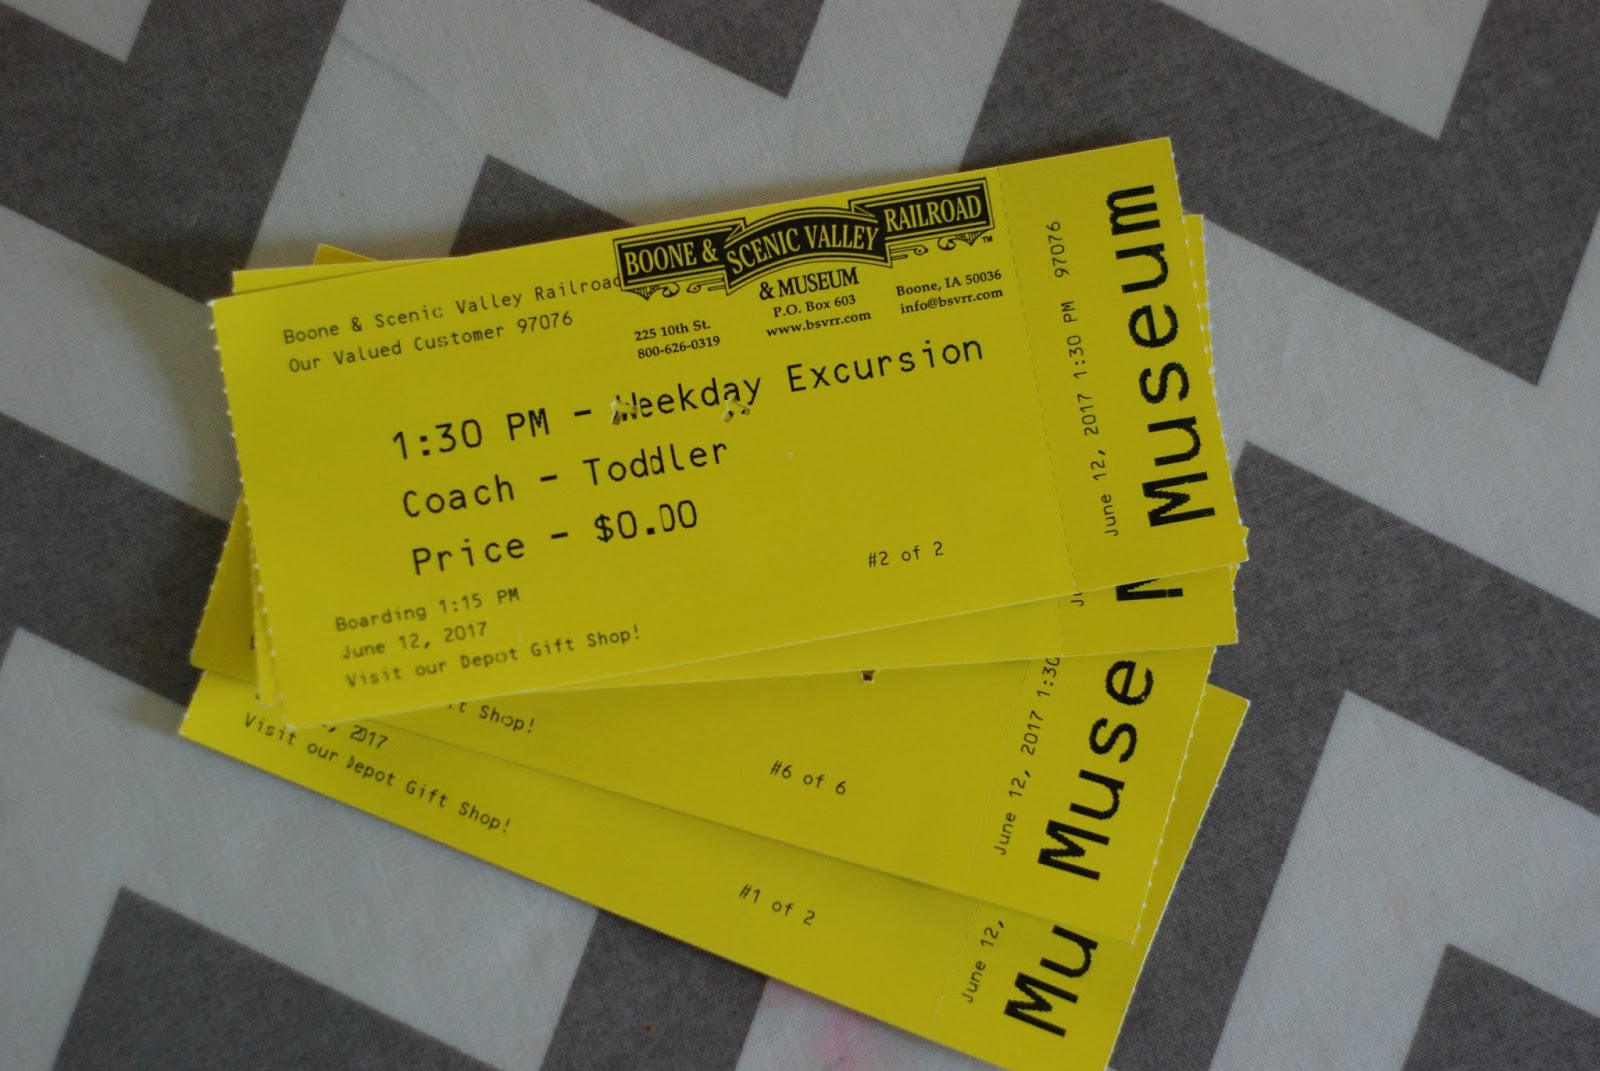 BOONE & SCENIC VALLEY RAILROAD™
& MUSEUM
225 10th St. P.O. Box 603 Boone, IA 50036
800-626-0319 www.bsvrr.com info@bsvrr.com
Boone & Scenic Valley Railroad
Our Valued Customer 97076
1:30 PM - Weekday Excursion
Coach - Toddler
Price - $0.00
#2 of 2
Boarding 1:15 PM
June 12, 2017
Visit our Depot Gift Shop!
June 12, 2017 1:30 PM 97076
Museum
Shop!
#6 of 6
June 12, 2017 1:30
Muse
2017
Visit our Depot Gift Shop!
#1 of 2
June 12,
Mu